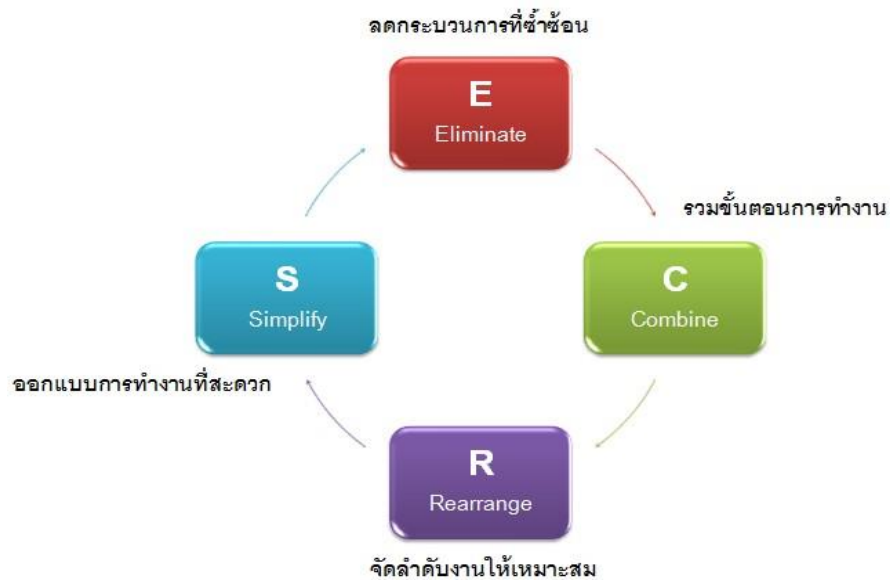 ลดกระบวนการที่ซ้ำซ้อน
E
Eliminate
รวมขั้นตอนการทำงาน
C
Combine
S
Simplify
ออกแบบการทำงานที่สะดวก
R
Rearrange
จัดลำดับงานให้เหมาะสม